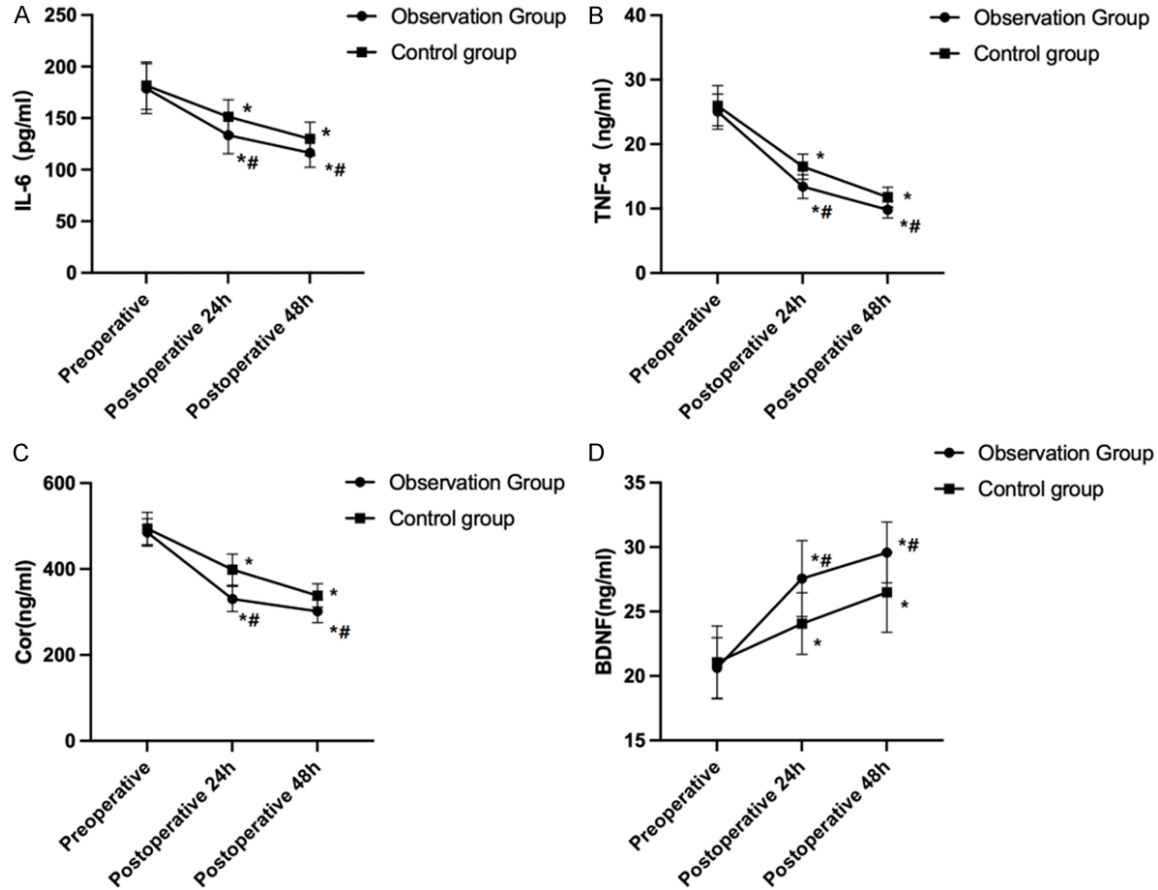 A
Observation Group
Control group
IL-6 (pg/ml)
250
200
150
100
50
0
*
*
*#
*#
Preoperative
Postoperative 24h
Postoperative 48h
B
Observation Group
Control group
TNF-α (ng/ml)
40
30
20
10
0
*
*
*#
*#
Preoperative
Postoperative 24h
Postoperative 48h
C
Observation Group
Control group
Cor(ng/ml)
600
400
200
0
*
*
*#
*#
Preoperative
Postoperative 24h
Postoperative 48h
D
Observation Group
Control group
BDNF(ng/ml)
35
30
25
20
15
*#
*#
*
*
Preoperative
Postoperative 24h
Postoperative 48h